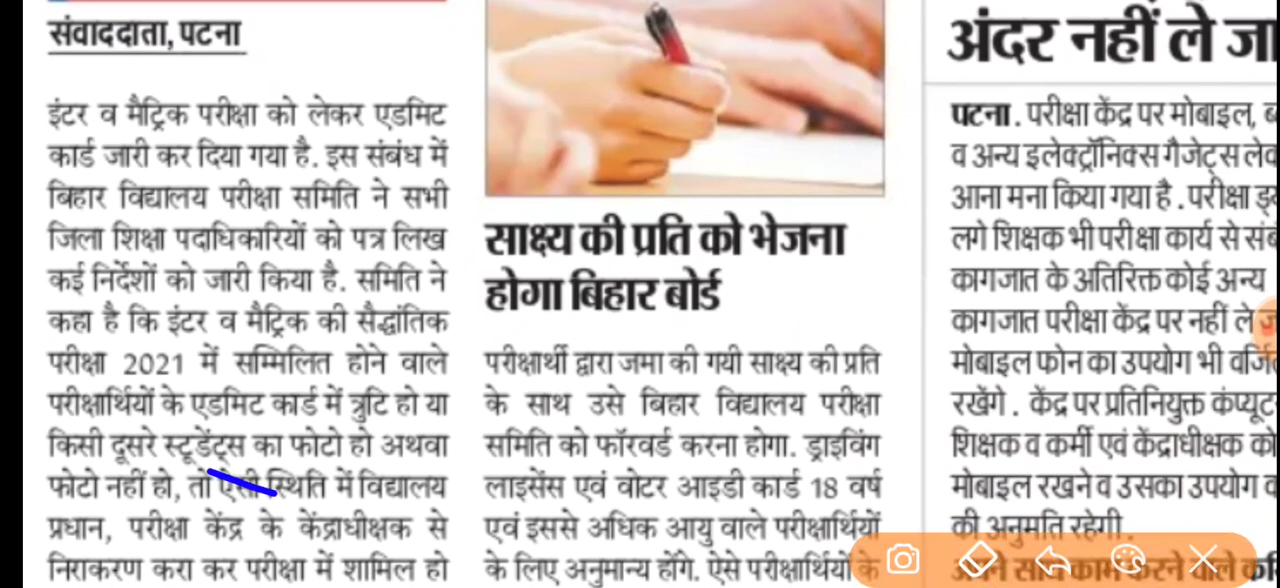 संवाददाता, पटना
इंटर व मैट्रिक परीक्षा को लेकर एडमिट
कार्ड जारी कर दिया गया है. इस संबंध में
बिहार विद्यालय परीक्षा समिति ने सभी
जिला शिक्षा पदाधिकारियों को पत्र लिख
कई निर्देशों को जारी किया है. समिति ने
कहा है कि इंटर व मैट्रिक की सैद्धांतिक
परीक्षा 2021 में सम्मिलित होने वाले
परीक्षार्थियों के एडमिट कार्ड में त्रुटि हो या
किसी दूसरे स्टूडेंट्स का फोटो हो अथवा
फोटो नहीं हो, तो ऐसी स्थिति में विद्यालय
प्रधान, परीक्षा केंद्र के केंद्राधीक्षक से
निराकरण करा कर परीक्षा में शामिल हो
साक्ष्य की प्रति को भेजना
होगा बिहार बोर्ड
परीक्षार्थी द्वारा जमा की गयी साक्ष्य की प्रति
के साथ उसे बिहार विद्यालय परीक्षा
समिति को फॉरवर्ड करना होगा. ड्राइविंग
लाइसेंस एवं वोटर आइडी कार्ड 18 वर्ष
एवं इससे अधिक आयु वाले परीक्षार्थियों
के लिए अनुमान्य होंगे. ऐसे परीक्षार्थियों के
अंदर नहीं ले जा
पटना. परीक्षा केंद्र पर मोबाइल,
व अन्य इलेक्ट्रॉनिक्स गैजेट्स
आना मना किया गया है. परीक्षा
लगे शिक्षक भी परीक्षा कार्य से
कागजात के अतिरिक्त कोई अन्य
कागजात परीक्षा केंद्र पर नहीं ले
मोबाइल फोन का उपयोग भी
रखेंगे. केंद्र पर प्रतिनियुक्त
शिक्षक व कर्मी एवं केंद्राधीक्षक को
मोबाइल रखने व उसका उपयोग
की अनुमति रहेगी.
करने वाले